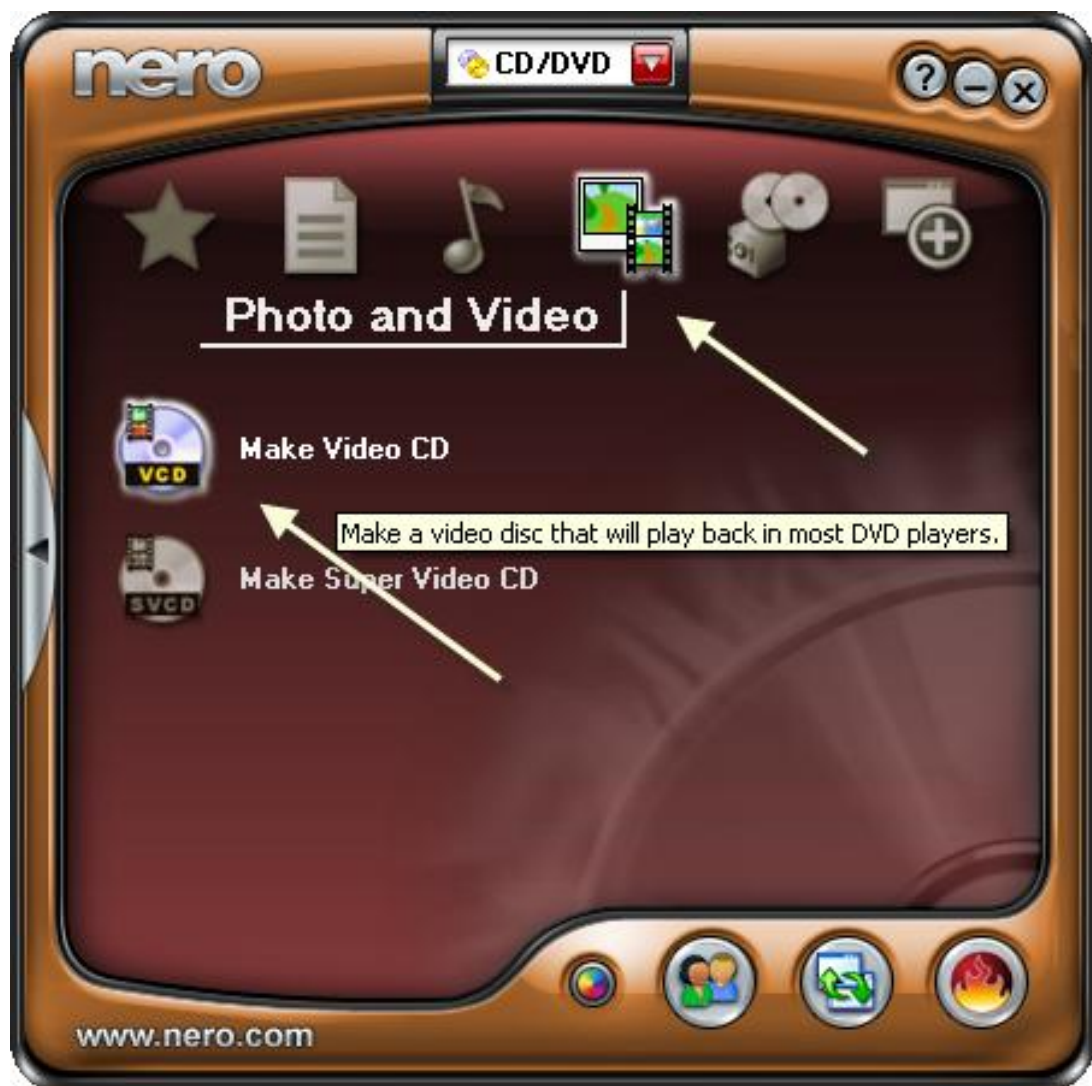 nero
CD/DVD
?
Photo and Video
VCD
Make Video CD
Make a video disc that will play back in most DVD players.
SVCD
Make Super Video CD
www.nero.com